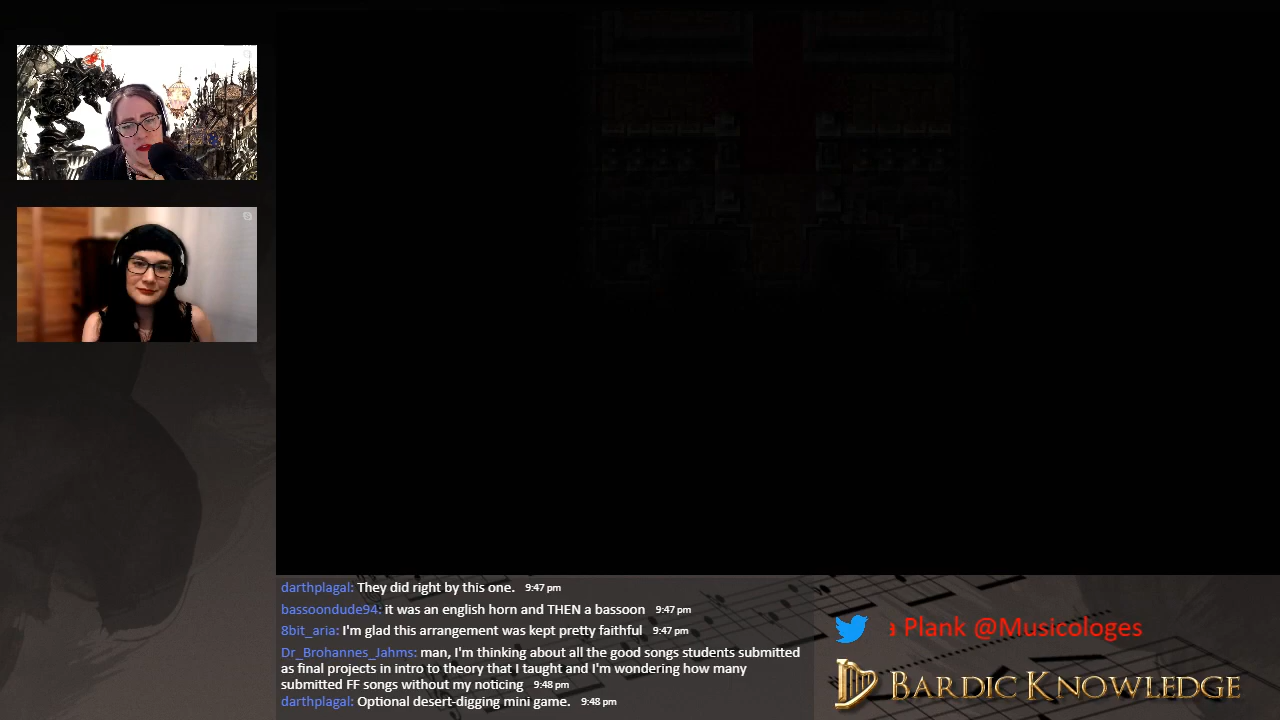 darthplagal: They did right by this one. 9:47 pm
bassoondude94: it was an english horn and THEN a bassoon 9:47 pm
8bit_aria: I'm glad this arrangement was kept pretty faithful 9:47 pm
Dr_Brohannes_Jahms: man, I'm thinking about all the good songs students submitted
as final projects in intro to theory that I taught and I'm wondering how many
submitted FF songs without my noticing 9:48 pm
darthplagal: Optional desert-digging mini game. 9:48 pm
a Plank @Musicologes
BARDIC KNOWLEDGE